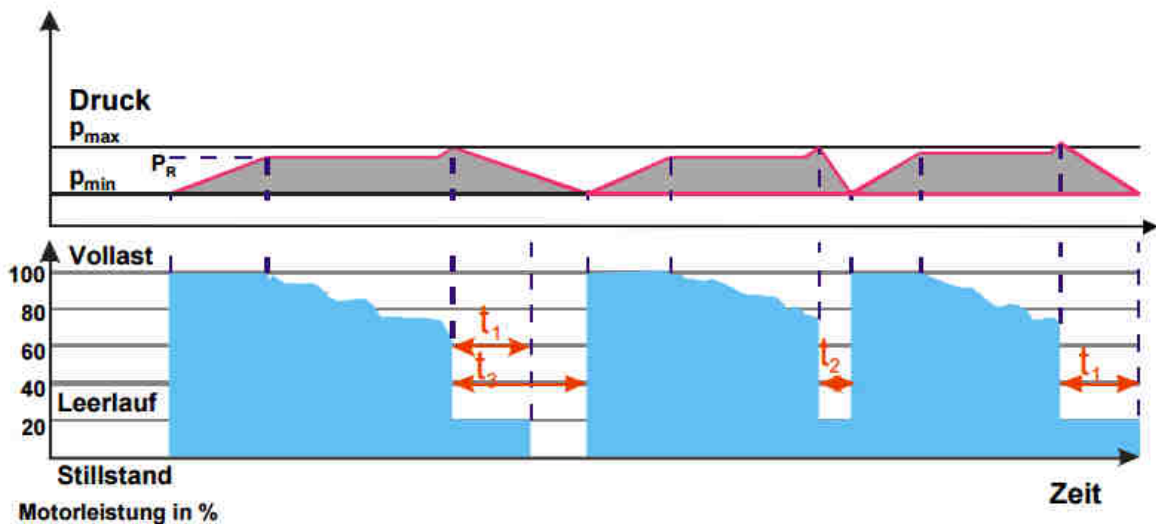 Druck
pmax
PR
pmin
Vollast
100
80
t1
60
t2
t3
t1
40
Leerlauf
20
Stillstand
Zeit
Motorleistung in %